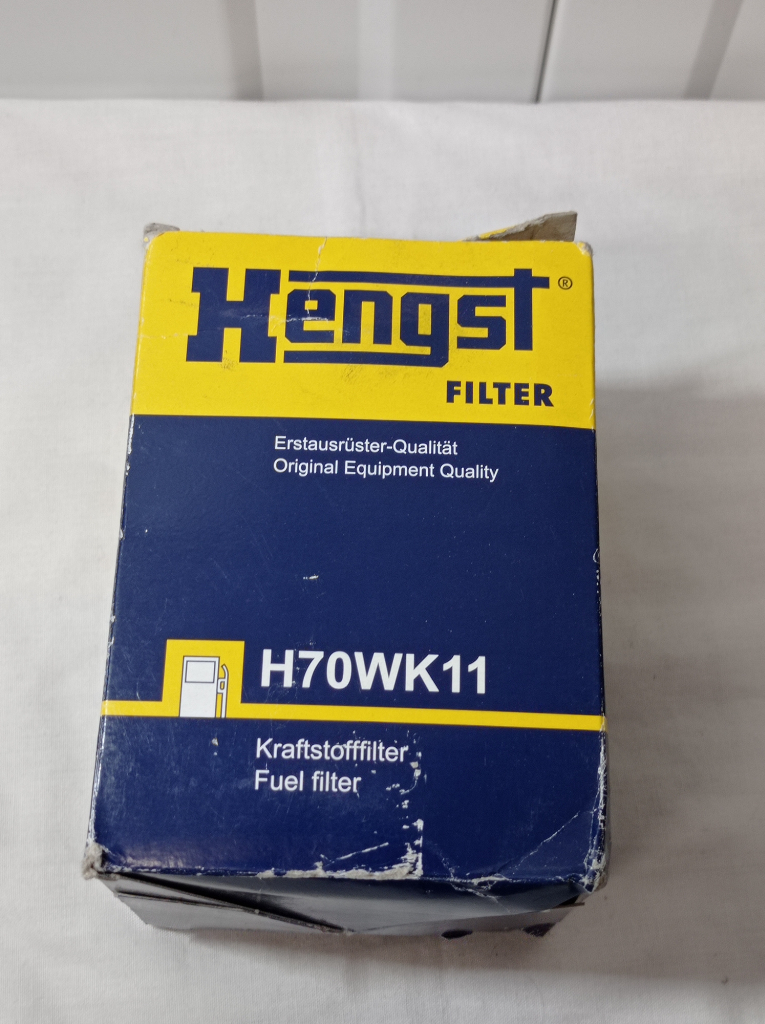 Hengst®
FILTER
Erstausrüster-Qualität
Original Equipment Quality
H70WK11
Kraftstofffilter
Fuel filter